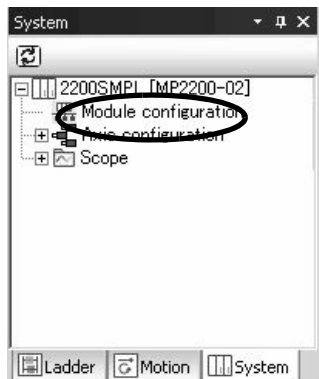 System
2200SMPL [MP2200-02]
Module configuration
Axis configuration
Scope
Ladder
Motion
System